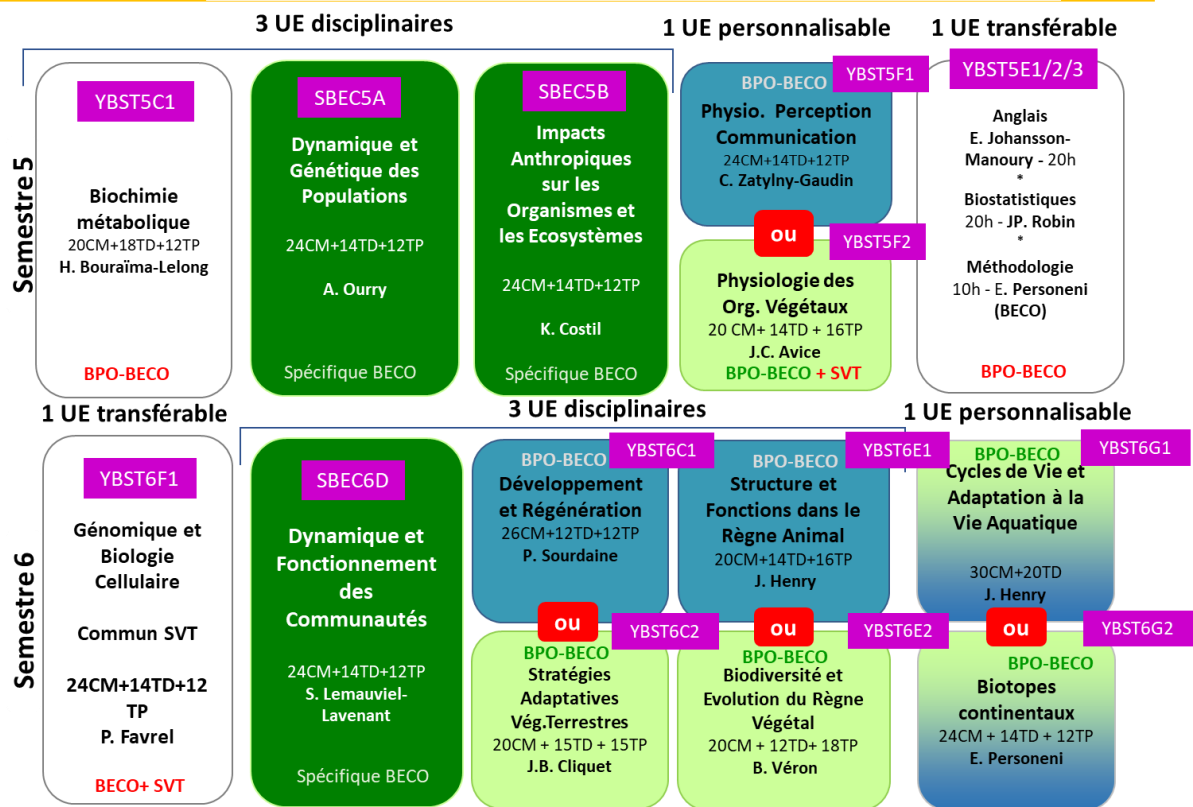 3 UE disciplinaires
1 UE personnalisable
1 UE transférable
Semestre 5
YBST5C1
Biochimie
métabolique
20CM+18TD+12TP
H. Bouraïma-Lelong
BPO-BECO
SBEC5A
Dynamique et
Génétique des
Populations
24CM+14TD+12TP
A. Ourry
Spécifique BECO
SBEC5B
Impacts
Anthropiques
sur les
Organismes et
les Ecosystèmes
24CM+14TD+12TP
K. Costil
Spécifique BECO
BPO-BECO
YBST5F1
Physio. Perception
Communication
24CM+14TD+12TP
C. Zatylny-Gaudin
ou
YBST5F2
Physiologie des
Org. Végétaux
20 CM+ 14TD + 16TP
J.C. Avice
BPO-BECO + SVT
YBST5E1/2/3
Anglais
E. Johansson-
Manoury - 20h
*
Biostatistiques
20h - JP. Robin
*
Méthodologie
10h - E. Personeni
(BECO)
BPO-BECO
1 UE transférable
3 UE disciplinaires
1 UE personnalisable
Semestre 6
YBST6F1
Génomique et
Biologie
Cellulaire
Commun SVT
24CM+14TD+12
TP
P. Favrel
BECO+ SVT
SBEC6D
Dynamique et
Fonctionnement
des
Communautés
24CM+14TD+12TP
S. Lemauviel-
Lavenant
Spécifique BECO
YBST6C1
BPO-BECO
Développement
et Régénération
26CM+12TD+12TP
P. Sourdaine
ou
YBST6C2
BPO-BECO
Stratégies
Adaptatives
Vég.Terrestres
20CM + 15TD + 15TP
J.B. Cliquet
YBST6E1
BPO-BECO
Structure et
Fonctions dans le
Règne Animal
20CM+14TD+16TP
J. Henry
ou
YBST6E2
BPO-BECO
Biodiversité et
Evolution du Règne
Végétal
20CM + 12TD+ 18TP
B. Véron
YBST6G1
BPO-BECO
Cycles de Vie et
Adaptation à la
Vie Aquatique
30CM+20TD
J. Henry
ou
YBST6G2
BPO-BECO
Biotopes
continentaux
24CM + 14TD + 12TP
E. Personeni